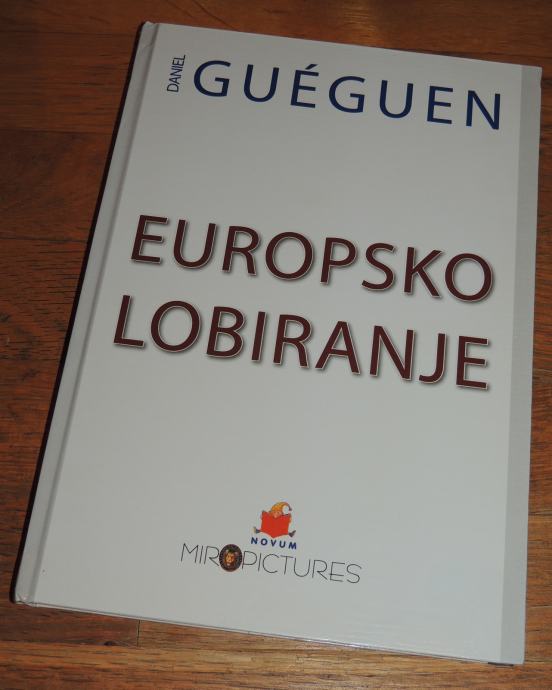 DANIEL GUÉGUEN
EUROPSKO
LOBIRANJE
NOVUM
MIROPICTURES